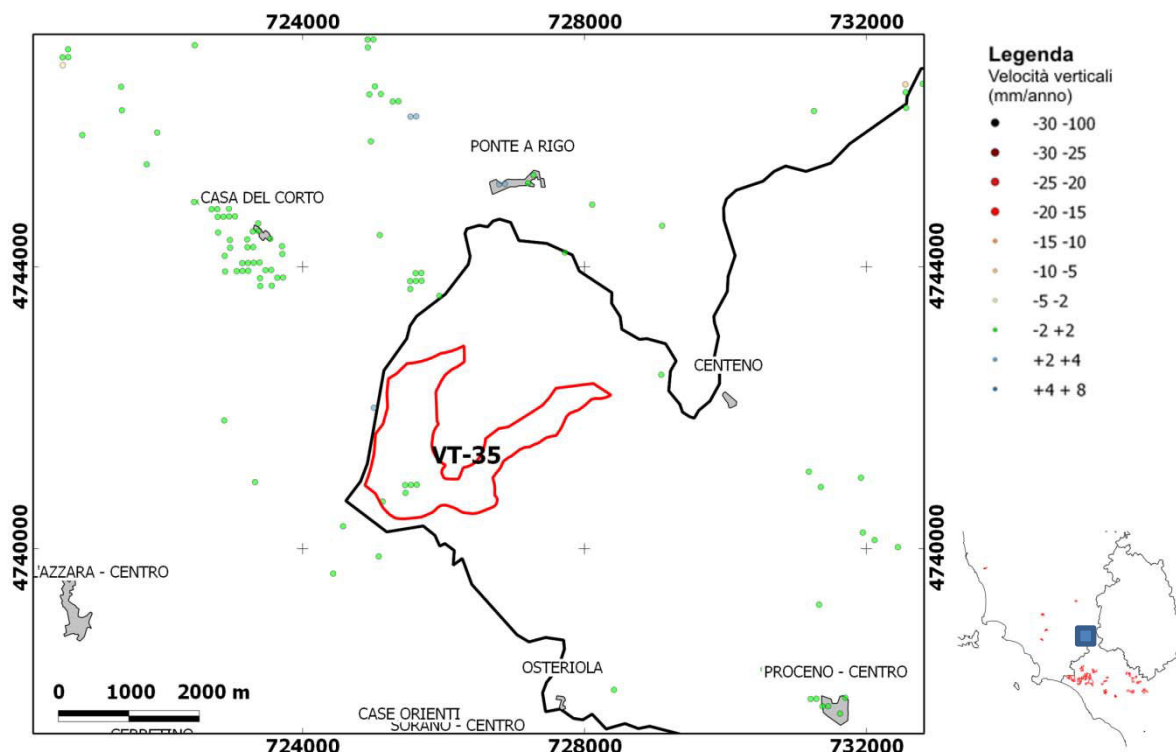 724000
728000
732000
Legenda
Velocità verticali
(mm/anno)
-30 -100
-30 -25
-25 -20
-20 -15
-15 -10
-10 -5
-5 -2
-2 +2
+2 +4
+4 + 8
PONTE A RIGO
CASA DEL CORTO
4744000
4744000
CENTENO
VT-35
4740000
4740000
L'AZZARA - CENTRO
OSTERIOLA
PROCENO - CENTRO
0 1000 2000 m
CASE ORIENTI
SORANO - CENTRO
724000
728000
732000